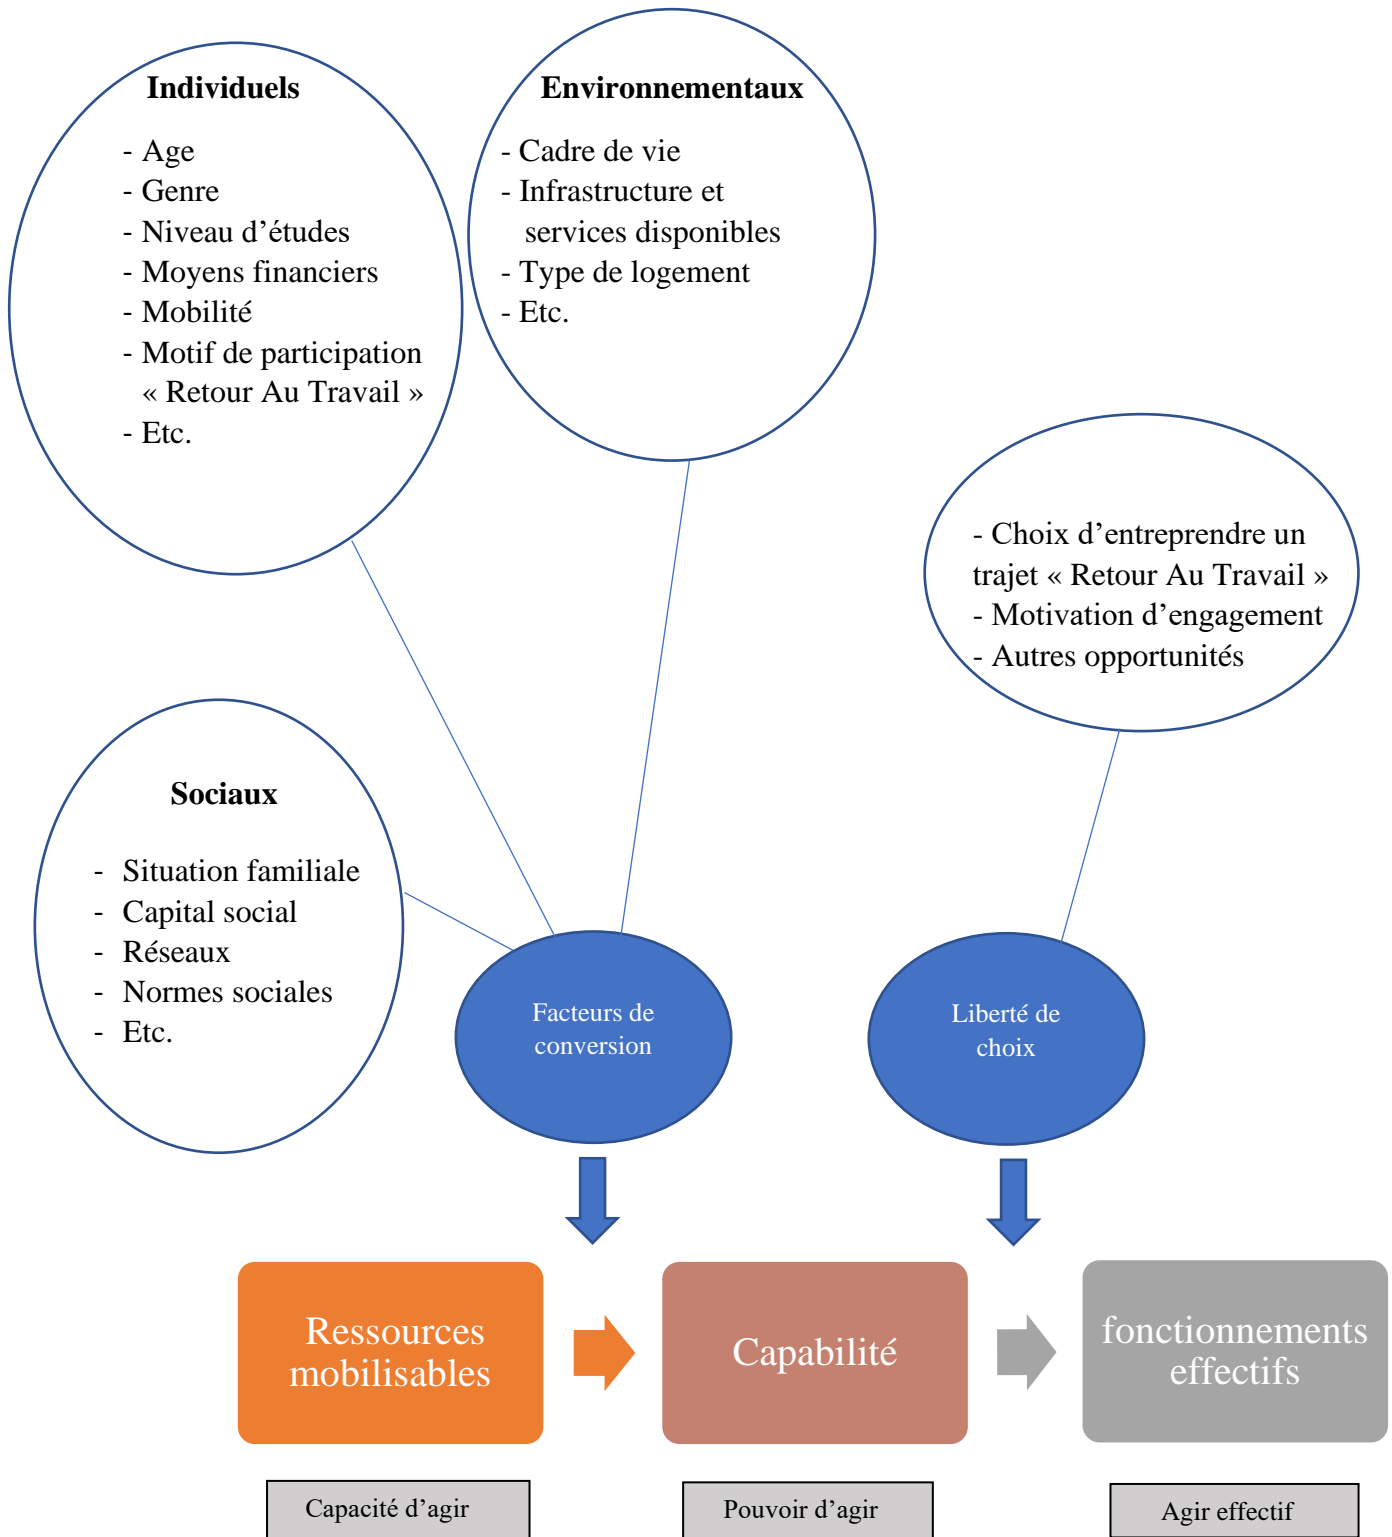 Individuels
- Age
- Genre
- Niveau d’études
- Moyens financiers
- Mobilité
- Motif de participation
« Retour Au Travail »
- Etc.
Environnementaux
- Cadre de vie
- Infrastructure et
services disponibles
- Type de logement
- Etc.
- Choix d’entreprendre un
trajet « Retour Au Travail »
- Motivation d’engagement
- Autres opportunités
Sociaux
- Situation familiale
- Capital social
- Réseaux
- Normes sociales
- Etc.
Facteurs de
conversion
Liberté de
choix
Ressources
mobilisables
Capabilité
fonctionnements
effectifs
Capacité d’agir
Pouvoir d’agir
Agir effectif